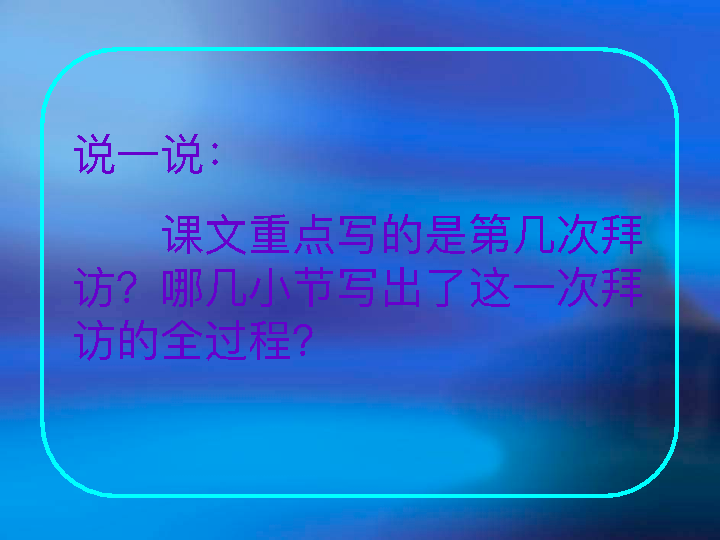 说一说：
课文重点写的是第几次拜
访？哪几小节写出了这一次拜
访的全过程？